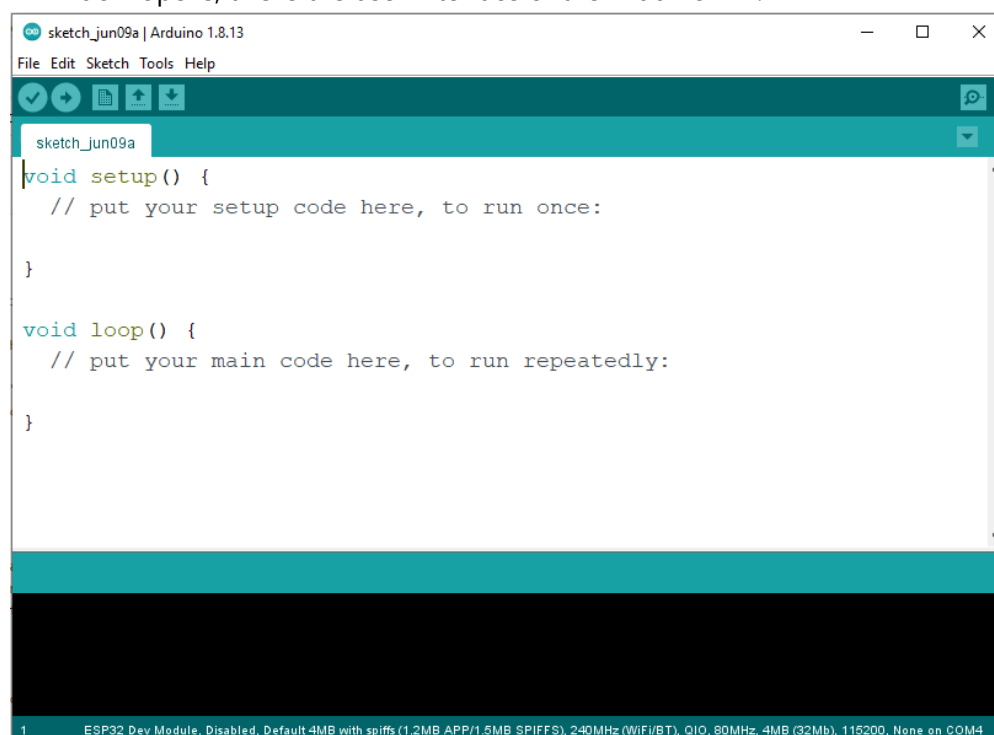 sketch_jun09a | Arduino 1.8.13
File Edit Sketch Tools Help
sketch_jun09a
void setup() {
// put your setup code here, to run once:
}
void loop() {
// put your main code here, to run repeatedly:
}
1 ESP32 Dev Module, Disabled, Default 4MB with spiffs (1.2MB APP/1.5MB SPIFFS), 240MHz (WiFi/BT), QIO, 80MHz, 4MB (32Mb), 115200, None on COM4